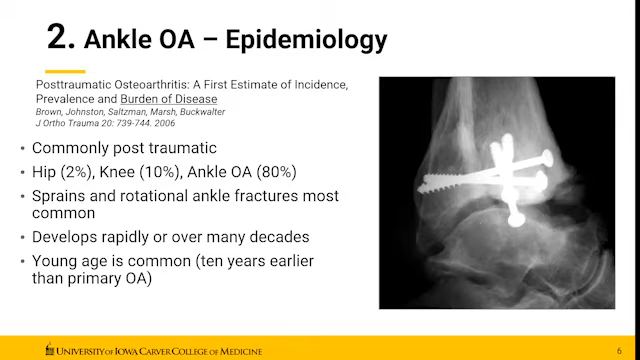 2. Ankle OA – Epidemiology
Posttraumatic Osteoarthritis: A First Estimate of Incidence,
Prevalence and Burden of Disease
Brown, Johnston, Saltzman, Marsh, Buckwalter
J Ortho Trauma 20: 739-744. 2006
• Commonly post traumatic
• Hip (2%), Knee (10%), Ankle OA (80%)
• Sprains and rotational ankle fractures most
common
• Develops rapidly or over many decades
• Young age is common (ten years earlier
than primary OA)
UNIVERSITY OF IOWA CARVER COLLEGE OF MEDICINE
6